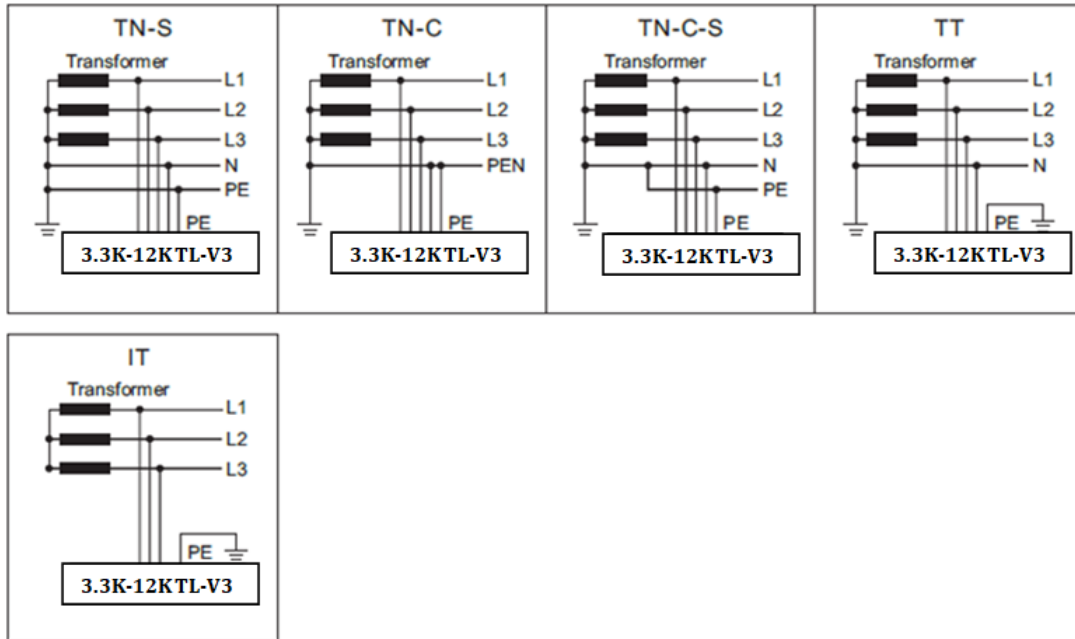 TN-S
Transformer
L1
L2
L3
N
PE
PE
3.3K-12KTL-V3
TN-C
Transformer
L1
L2
L3
PEN
PE
3.3K-12KTL-V3
TN-C-S
Transformer
L1
L2
L3
N
PE
PE
3.3K-12KTL-V3
TT
Transformer
L1
L2
L3
N
PE
3.3K-12KTL-V3
IT
Transformer
L1
L2
L3
PE
3.3K-12KTL-V3